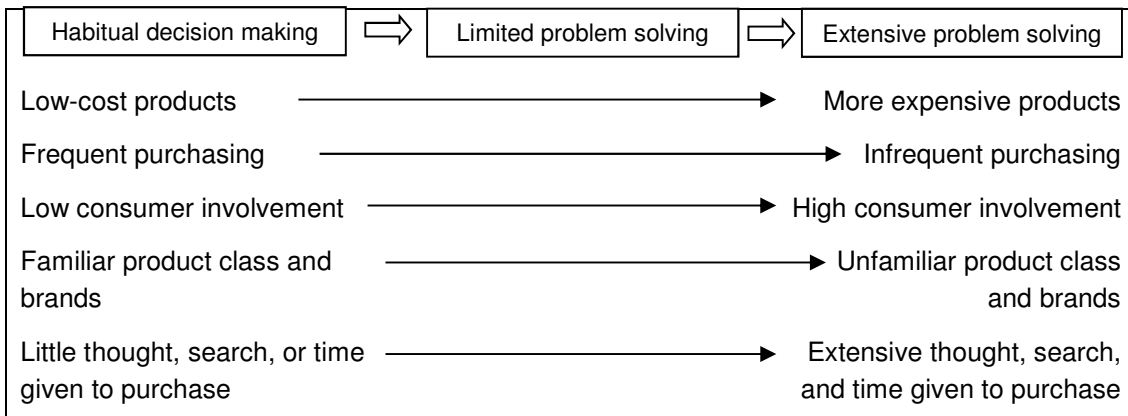 Habitual decision making Limited problem solving Extensive problem solving
Low-cost products More expensive products
Frequent purchasing Infrequent purchasing
Low consumer involvement High consumer involvement
Familiar product class and Unfamiliar product class
brands and brands
Little thought, search, or time Extensive thought, search,
given to purchase and time given to purchase